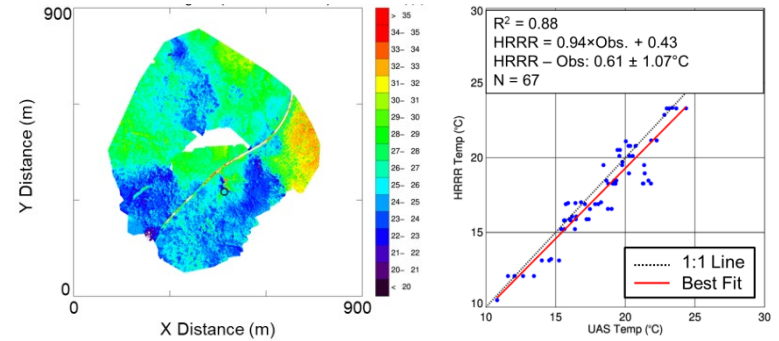 900
Y Distance (m)
0
X Distance (m)
900
> 35
34– 35
33– 34
32– 33
31– 32
30– 31
29– 30
28– 29
27– 28
26– 27
25– 26
24– 25
23– 24
22– 23
21– 22
20– 21
< 20
R² = 0.88
HRRR = 0.94×Obs. + 0.43
HRRR – Obs: 0.61 ± 1.07°C
N = 67
30
25
20
15
10
HRRR Temp (°C)
1:1 Line
Best Fit
10 15 20 25 30
UAS Temp (°C)